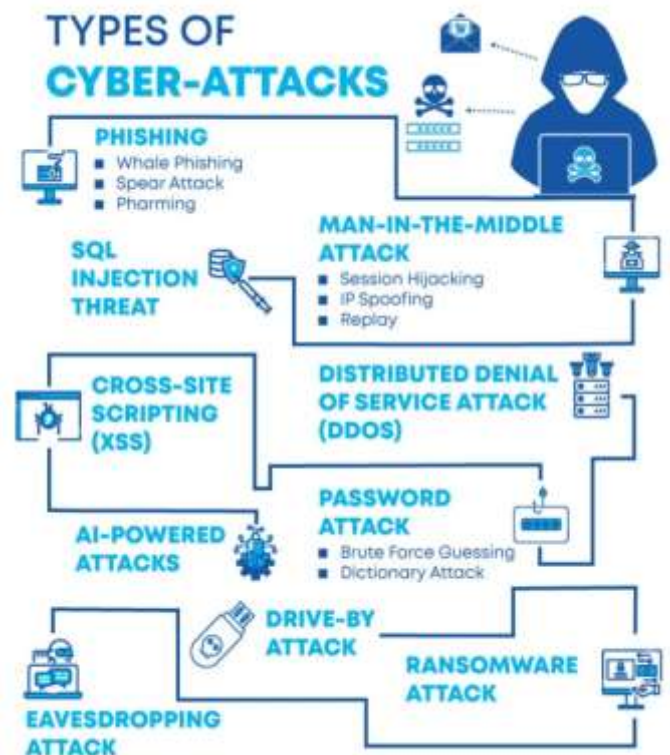 TYPES OF
CYBER-ATTACKS
PHISHING
■ Whale Phishing
■ Spear Attack
■ Pharming
MAN-IN-THE-MIDDLE
ATTACK
■ Session Hijacking
■ IP Spoofing
■ Replay
SQL
INJECTION
THREAT
DISTRIBUTED DENIAL
OF SERVICE ATTACK
(DDOS)
CROSS-SITE
SCRIPTING
(XSS)
PASSWORD
ATTACK
■ Brute Force Guessing
■ Dictionary Attack
AI-POWERED
ATTACKS
DRIVE-BY
ATTACK
RANSOMWARE
ATTACK
EAVESDROPPING
ATTACK